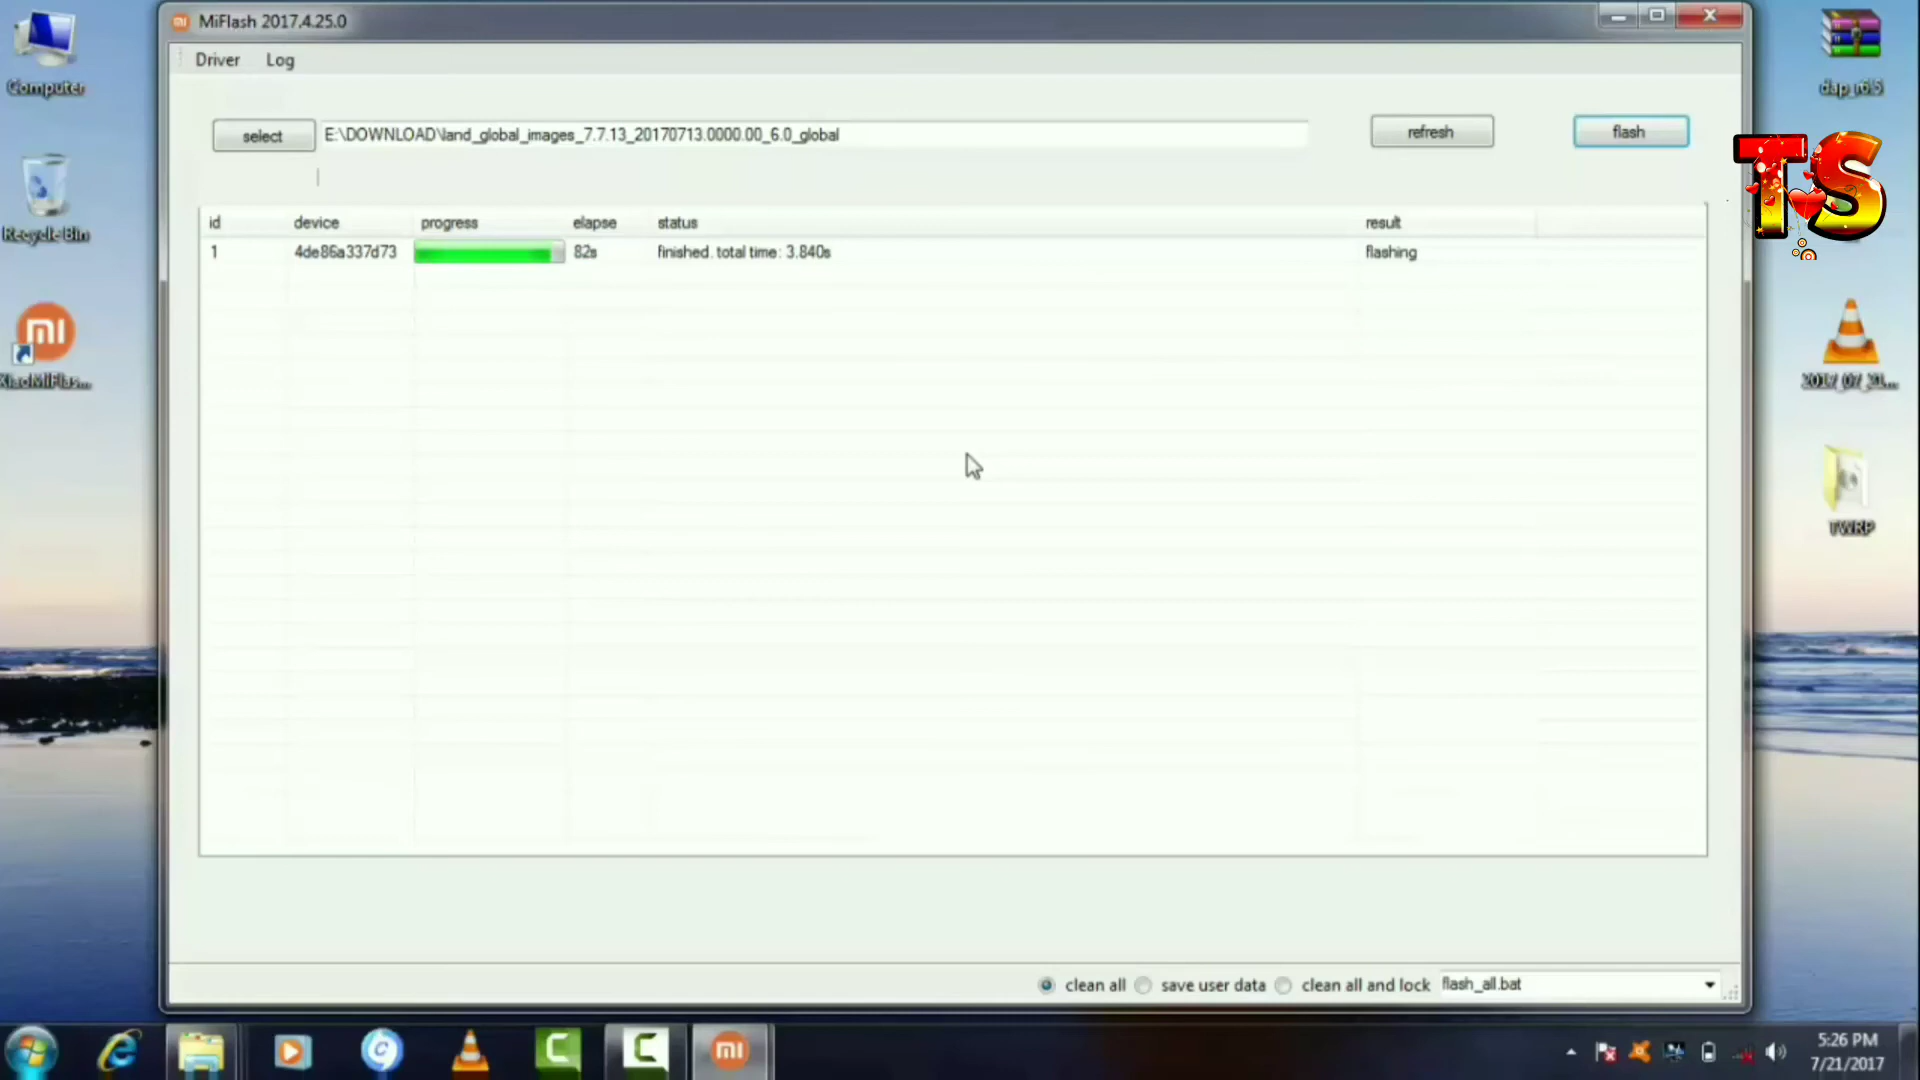 MiFlash 2017.4.25.0
Driver Log
select E:\DOWNLOAD\land_global_images_7.7.13_20170713.0000.00_6.0_global refresh flash
id device progress elapse status result
1 4de86a337d73 82s finished. total time: 3.840s flashing
clean all save user data clean all and lock flash_all.bat
Computer
Recycle Bin
XiaoMiFlas...
TS
TWRP
5:26 PM
7/21/2017